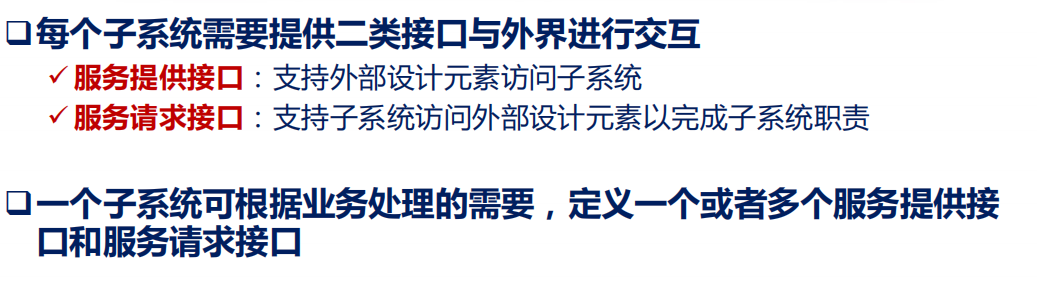 ❑每个子系统需要提供二类接口与外界进行交互
✓服务提供接口：支持外部设计元素访问子系统
✓服务请求接口：支持子系统访问外部设计元素以完成子系统职责
❑一个子系统可根据业务处理的需要，定义一个或者多个服务提供接
口和服务请求接口